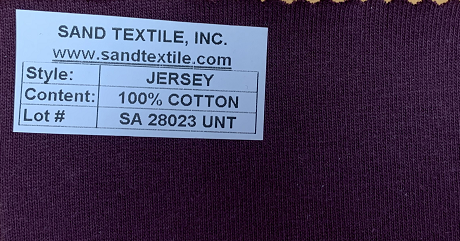 SAND TEXTILE, INC.
www.sandtextile.com
Style: JERSEY
Content: 100% COTTON
Lot # SA 28023 UNT